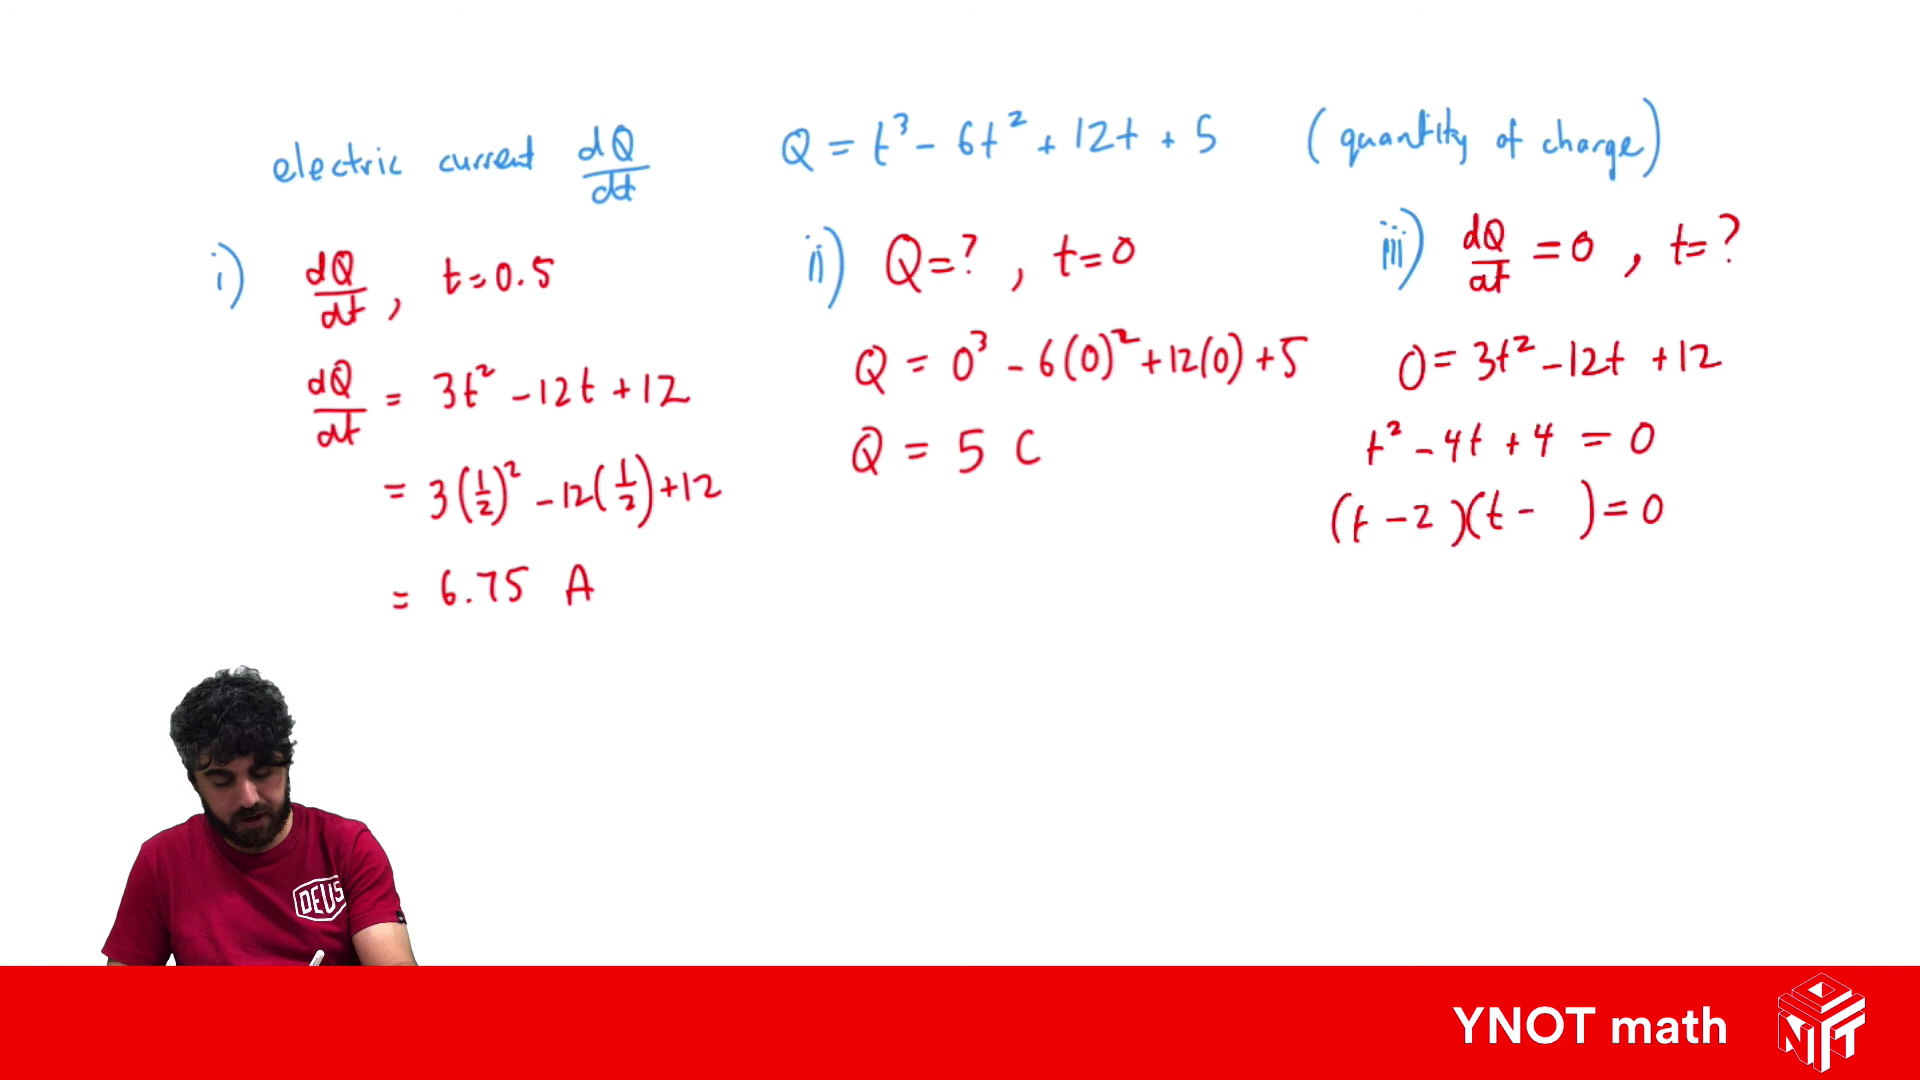 electric current dQ/dt Q = t³ - 6t² + 12t + 5 (quantity of charge)
i) dQ/dt, t=0.5
dQ/dt = 3t² - 12t + 12
= 3(1/2)² - 12(1/2) + 12
= 6.75 A
ii) Q=?, t=0
Q = 0³ - 6(0)² + 12(0) + 5
Q = 5 C
iii) dQ/dt = 0, t=?
0 = 3t² - 12t + 12
t² - 4t + 4 = 0
(t - 2)(t - ) = 0
DEUS
YNOT math
YNOT